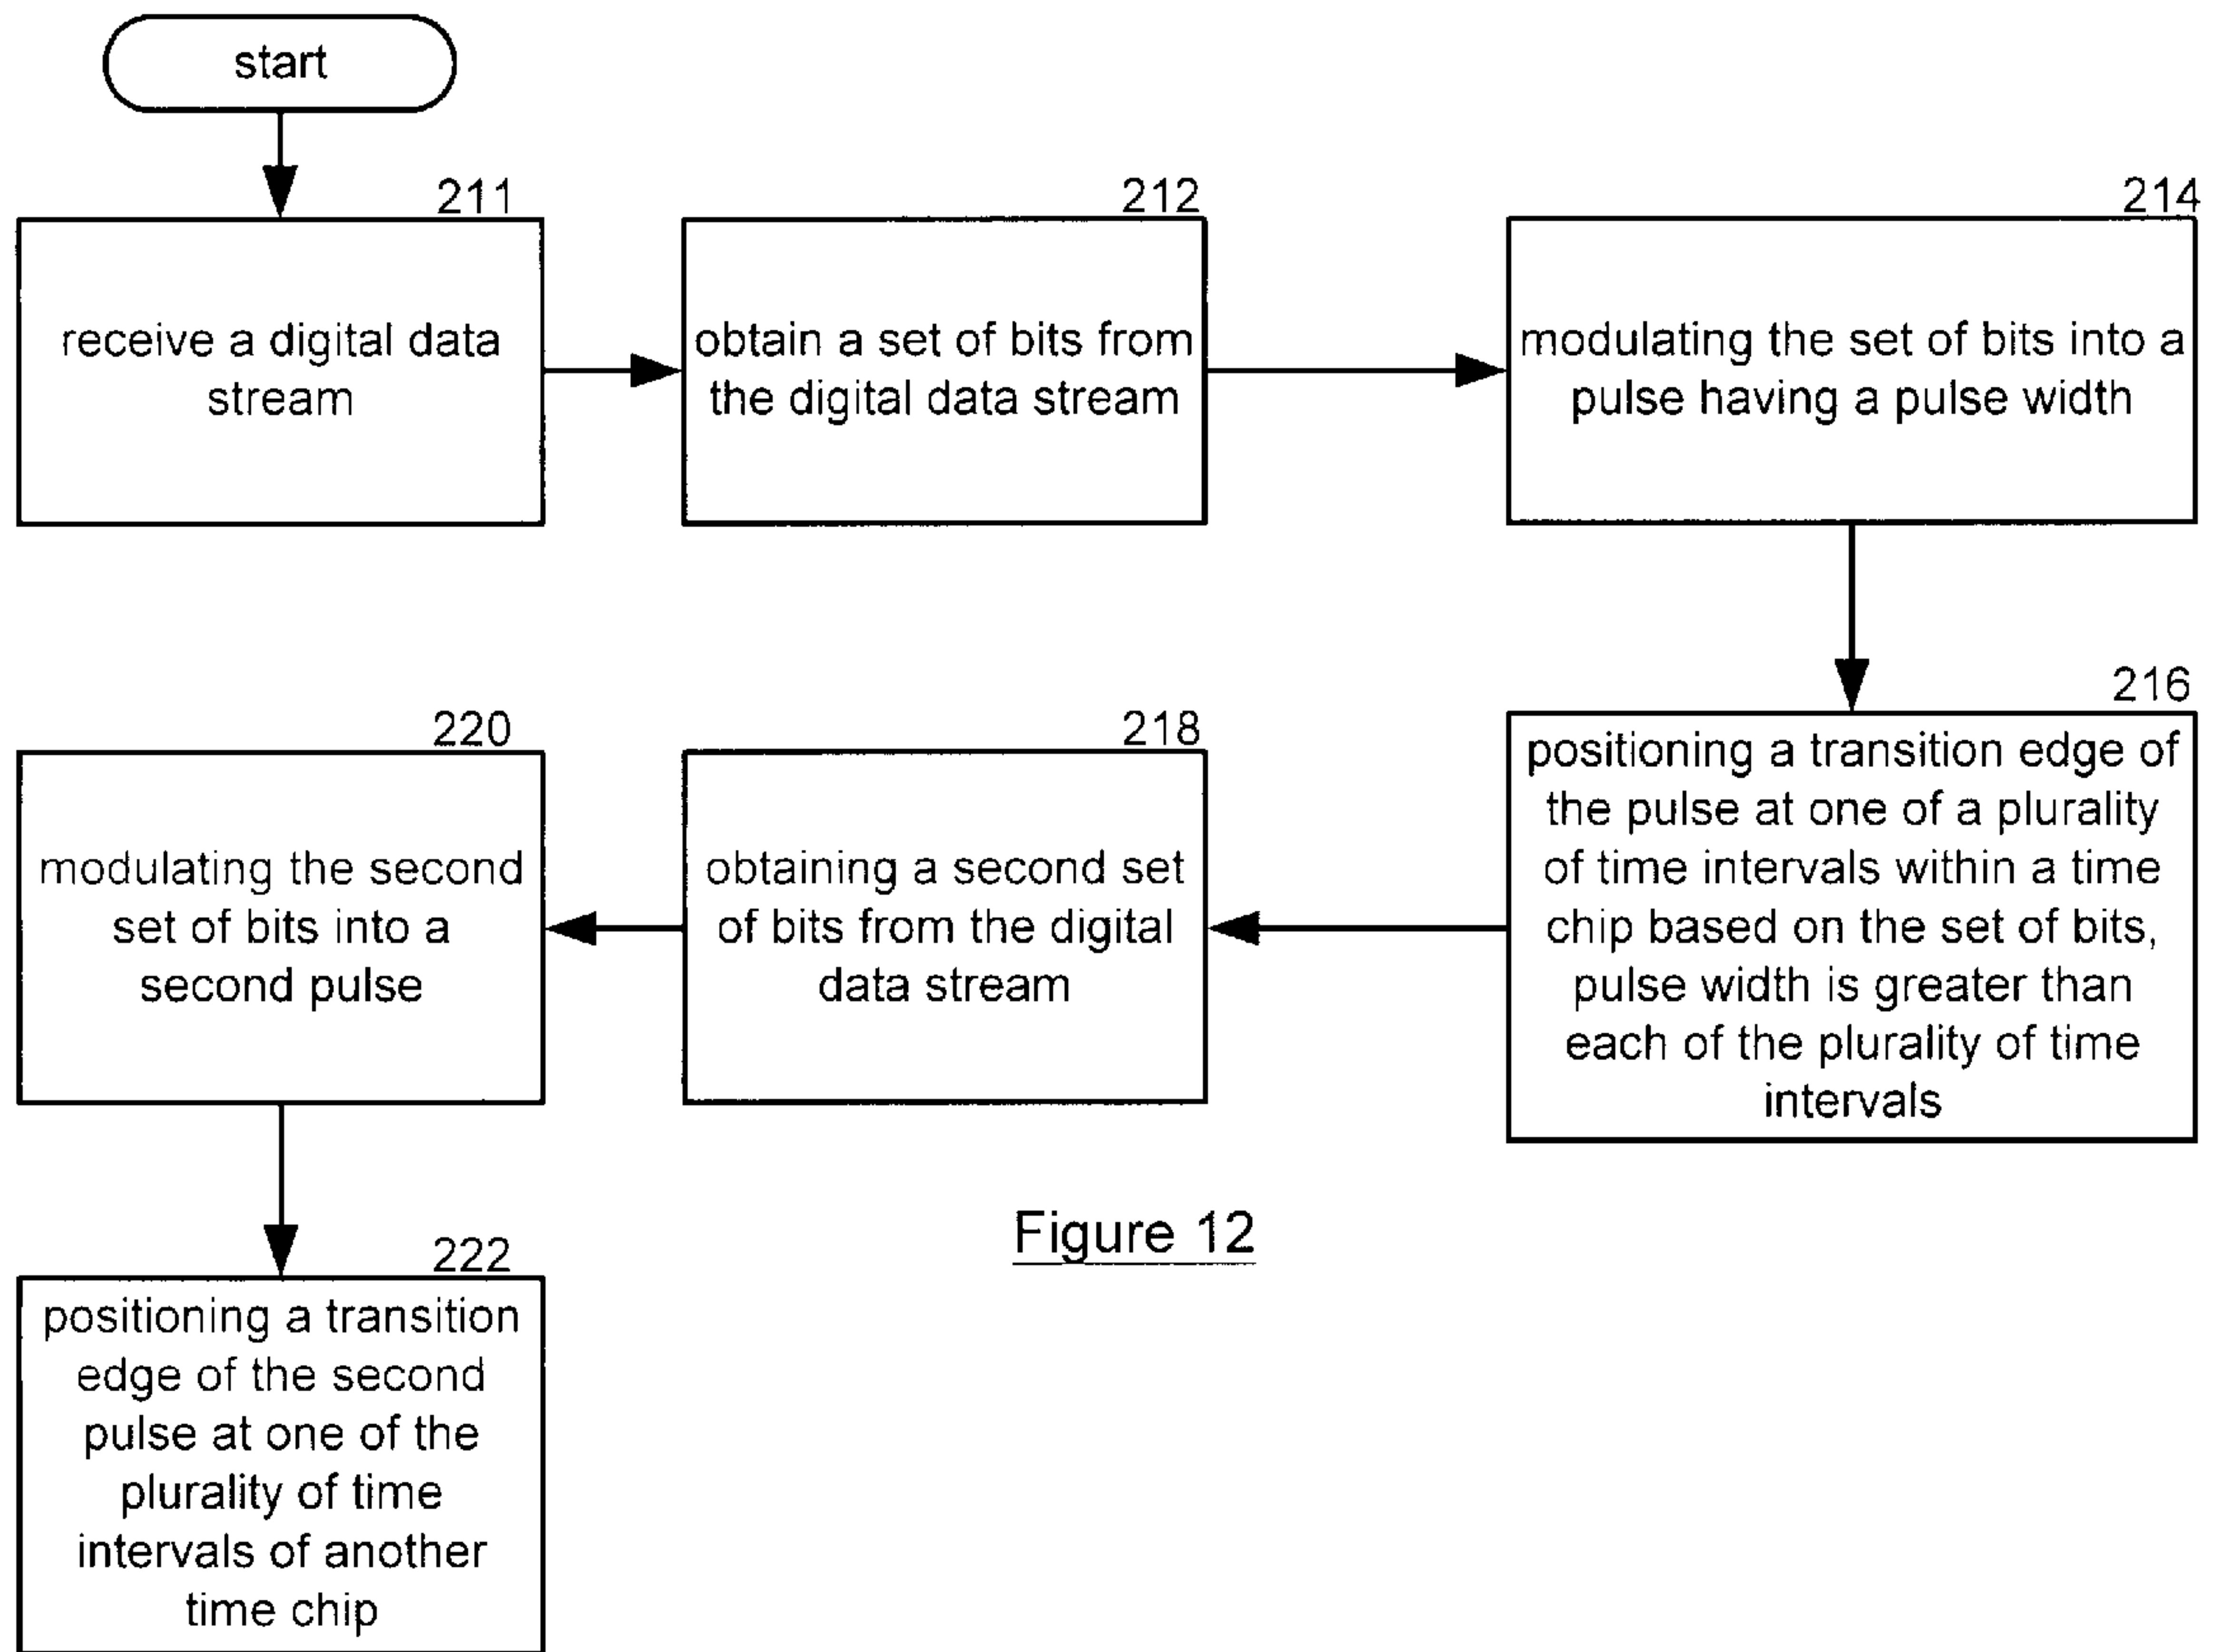 start
211
receive a digital data
stream
212
obtain a set of bits from
the digital data stream
214
modulating the set of bits into a
pulse having a pulse width
216
positioning a transition edge of
the pulse at one of a plurality
of time intervals within a time
chip based on the set of bits,
pulse width is greater than
each of the plurality of time
intervals
218
obtaining a second set
of bits from the digital
data stream
220
modulating the second
set of bits into a
second pulse
222
positioning a transition
edge of the second
pulse at one of the
plurality of time
intervals of another
time chip
Figure 12